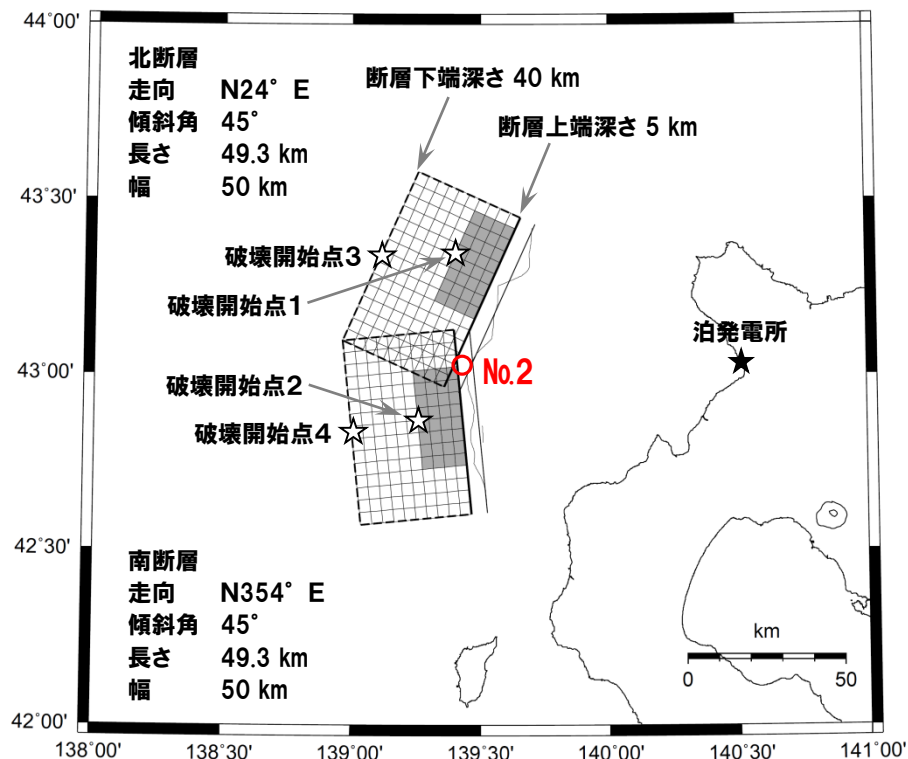 44°00'
北断層
走向 N24° E
傾斜角 45°
長さ 49.3 km
幅 50 km
断層下端深さ 40 km
断層上端深さ 5 km
43°30'
破壊開始点3
破壊開始点1
泊発電所
43°00'
No.2
破壊開始点2
破壊開始点4
42°30'
南断層
走向 N354° E
傾斜角 45°
長さ 49.3 km
幅 50 km
km
0 50
42°00'
138°00' 138°30' 139°00' 139°30' 140°00' 140°30' 141°00'